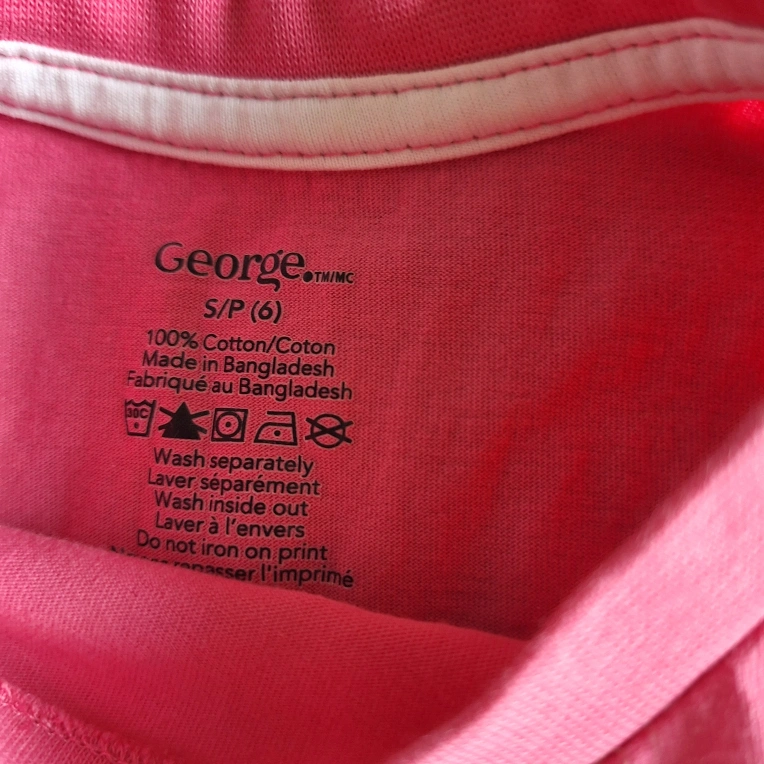 George.TM/MC
S/P (6)
100% Cotton/Coton
Made in Bangladesh
Fabriqué au Bangladesh
30C
Wash separately
Laver séparément
Wash inside out
Laver à l'envers
Do not iron on print
repasser l'imprimé